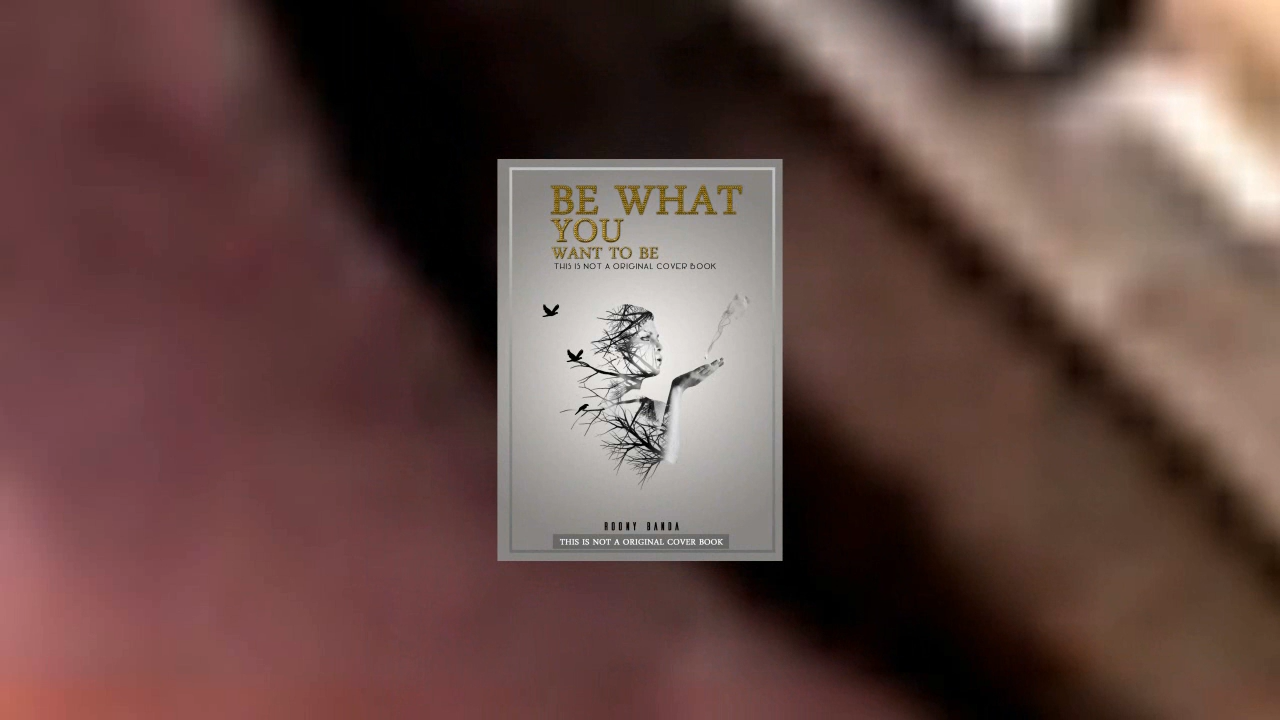 BE WHAT
YOU
WANT TO BE
THIS IS NOT A ORIGINAL COVER BOOK
RODNY BANDA
THIS IS NOT A ORIGINAL COVER BOOK